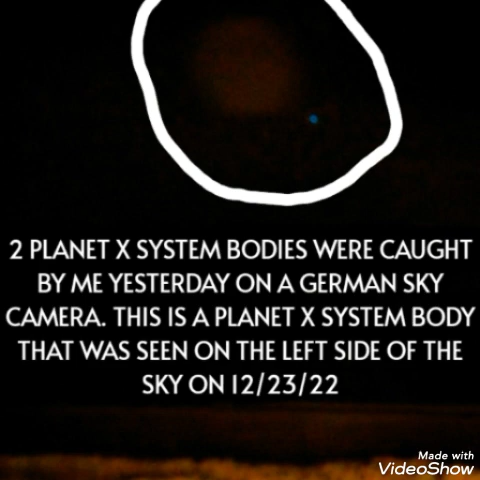 2 PLANET X SYSTEM BODIES WERE CAUGHT
BY ME YESTERDAY ON A GERMAN SKY
CAMERA. THIS IS A PLANET X SYSTEM BODY
THAT WAS SEEN ON THE LEFT SIDE OF THE
SKY ON 12/23/22
Made with
VideoShow